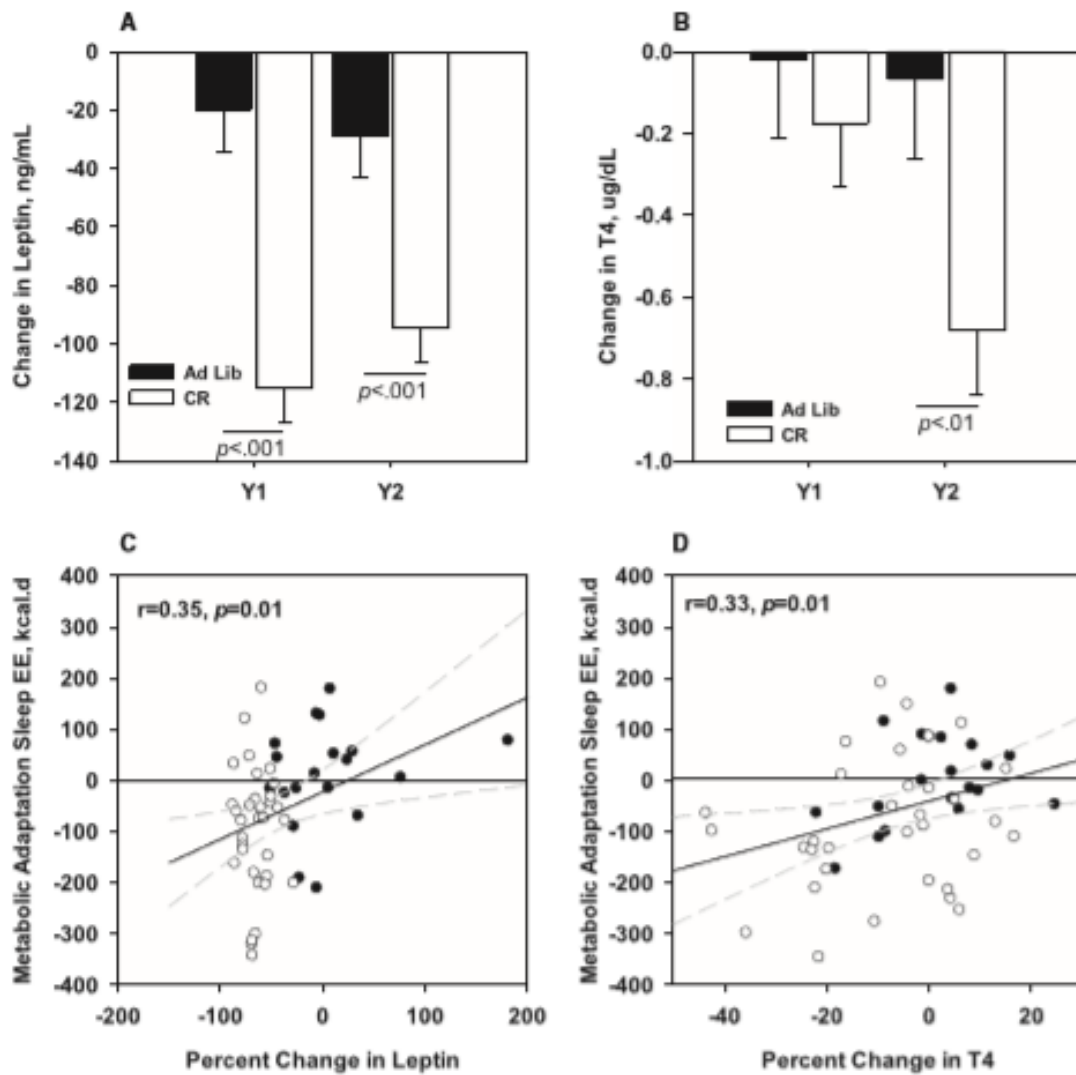 A
0
-20
-40
-60
-80
-100
-120
-140
Change in Leptin, ng/mL
Ad Lib
CR
p<.001
p<.001
Y1
Y2
B
0.0
-0.2
-0.4
-0.6
-0.8
-1.0
Change in T4, ug/dL
Ad Lib
CR
p<.01
Y1
Y2
C
400
300
200
100
0
-100
-200
-300
-400
Metabolic Adaptation Sleep EE, kcal.d
r=0.35, p=0.01
-200
-100
0
100
200
Percent Change in Leptin
D
400
300
200
100
0
-100
-200
-300
-400
Metabolic Adaptation Sleep EE, kcal.d
r=0.33, p=0.01
-40
-20
0
20
Percent Change in T4